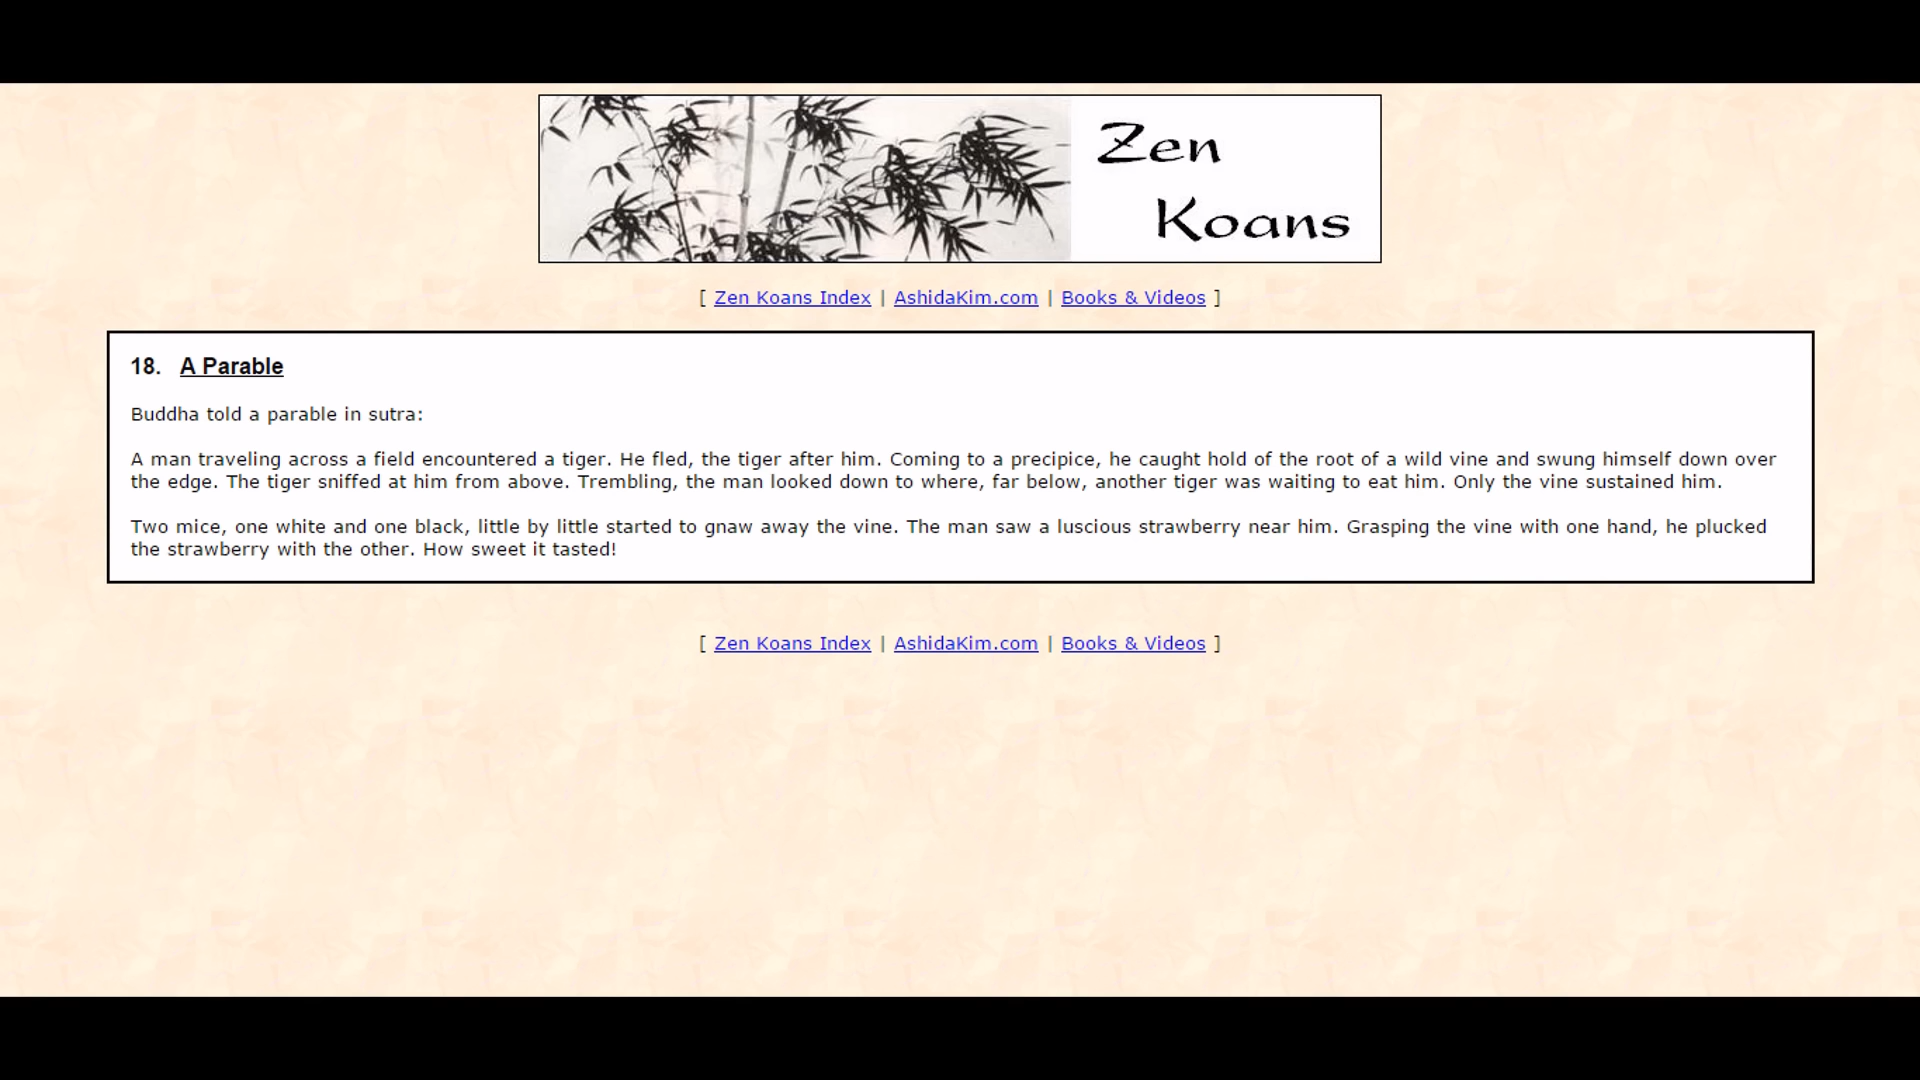 Zen
Koans
[ Zen Koans Index | AshidaKim.com | Books & Videos ]
18. A Parable
Buddha told a parable in sutra:
A man traveling across a field encountered a tiger. He fled, the tiger after him. Coming to a precipice, he caught hold of the root of a wild vine and swung himself down over
the edge. The tiger sniffed at him from above. Trembling, the man looked down to where, far below, another tiger was waiting to eat him. Only the vine sustained him.
Two mice, one white and one black, little by little started to gnaw away the vine. The man saw a luscious strawberry near him. Grasping the vine with one hand, he plucked
the strawberry with the other. How sweet it tasted!
[ Zen Koans Index | AshidaKim.com | Books & Videos ]